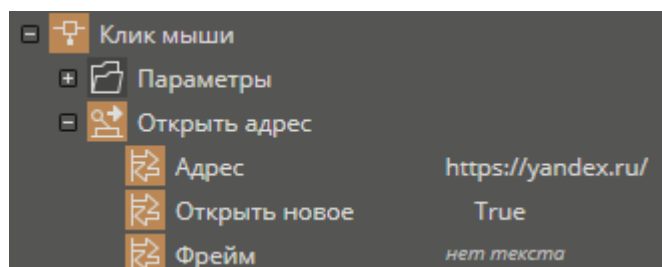 Клик мыши
Параметры
Открыть адрес
Адрес https://yandex.ru/
Открыть новое True
Фрейм нет текста